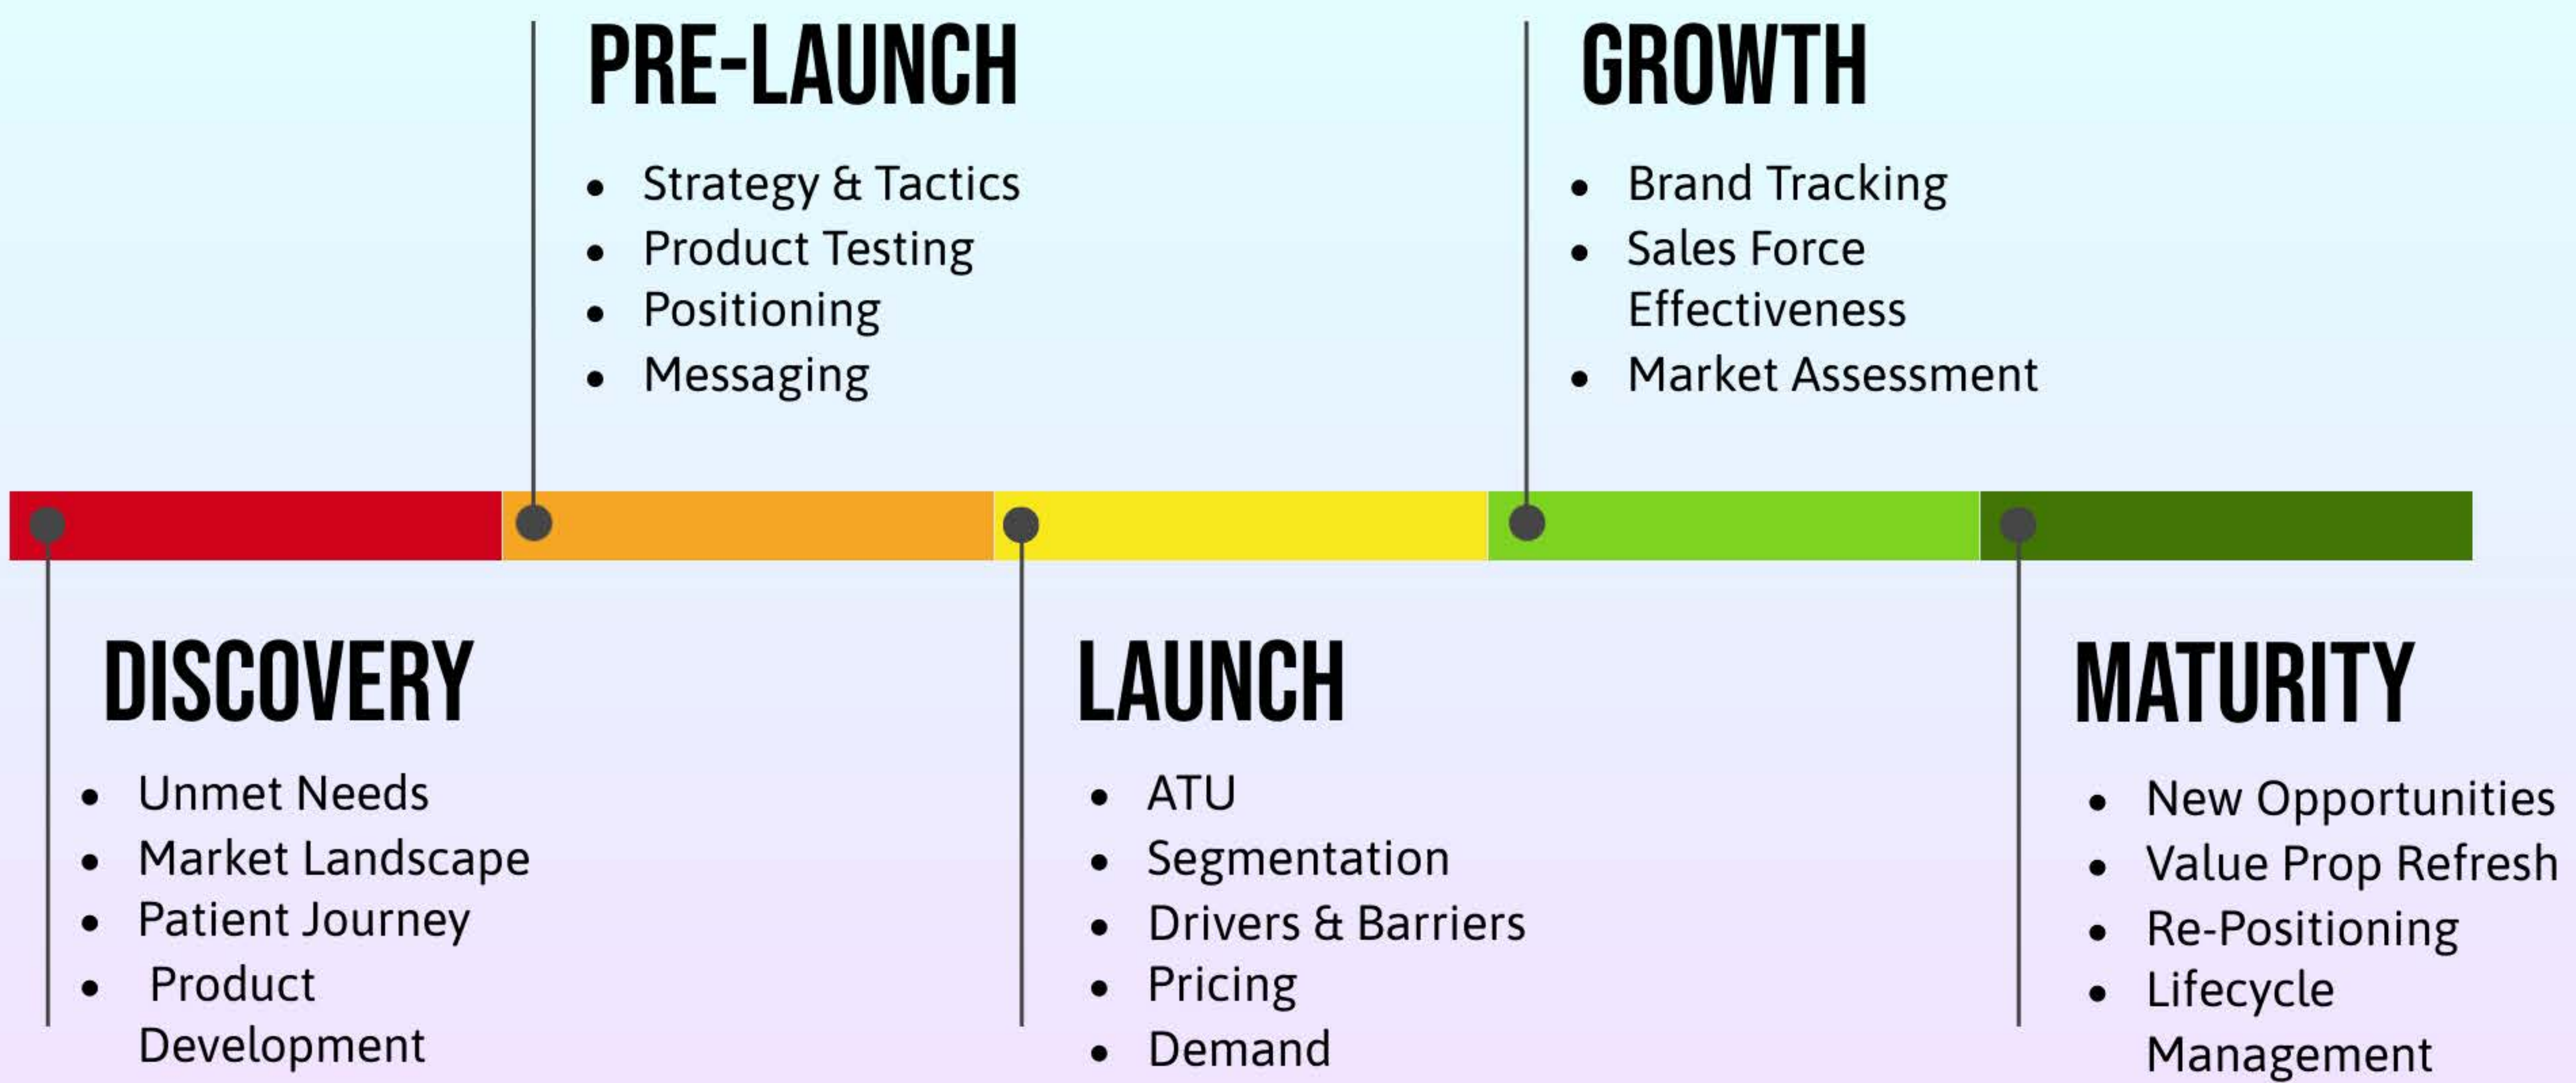 PRE-LAUNCH
• Strategy & Tactics
• Product Testing
• Positioning
• Messaging
GROWTH
• Brand Tracking
• Sales Force
Effectiveness
• Market Assessment
DISCOVERY
• Unmet Needs
• Market Landscape
• Patient Journey
• Product
Development
LAUNCH
• ATU
• Segmentation
• Drivers & Barriers
• Pricing
• Demand
MATURITY
• New Opportunities
• Value Prop Refresh
• Re-Positioning
• Lifecycle
Management